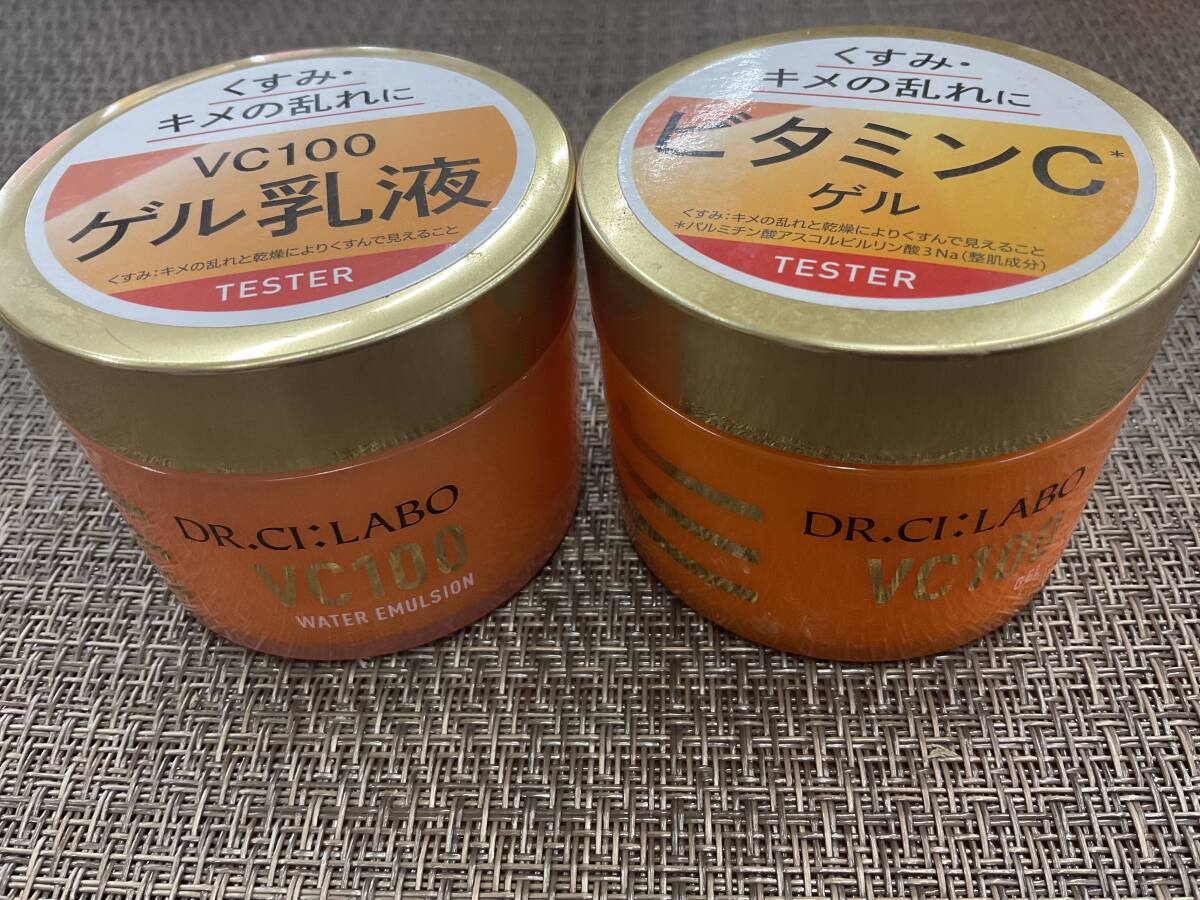 くすみ・
キメの乱れに
VC100
ゲル乳液
くすみ:キメの乱れと乾燥によりくすんで見えること
TESTER
DR.CI:LABO
VC100
WATER EMULSION
くすみ・
キメの乱れに
ビタミンC*
ゲル
くすみ:キメの乱れと乾燥によりくすんで見えること
*パルミチン酸アスコルビルリン酸3Na(整肌成分)
TESTER
DR.CI:LABO
VC100
GEL